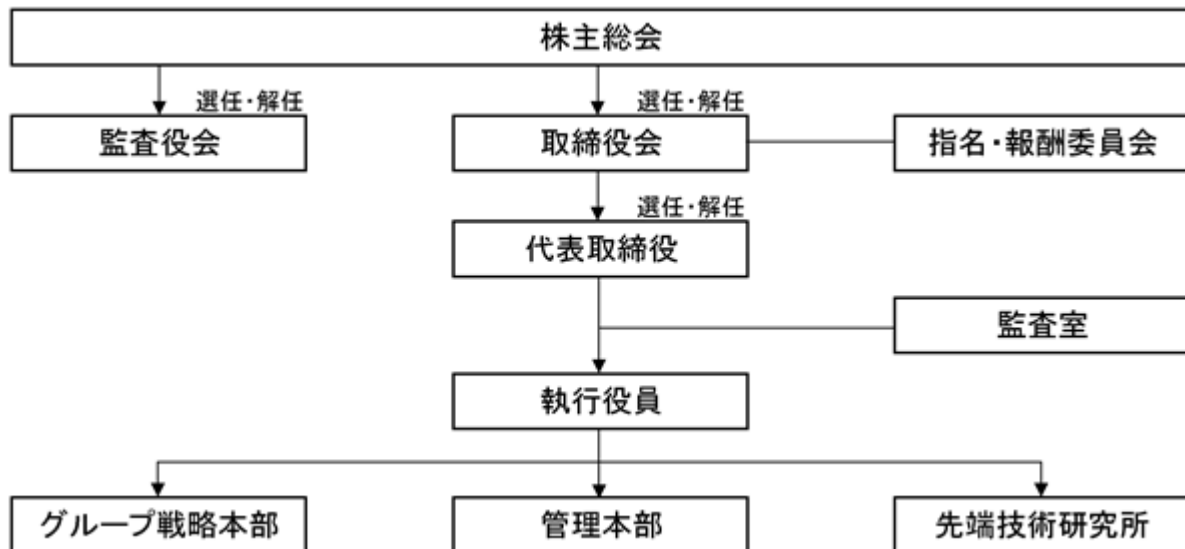 株主総会
選任・解任
選任・解任
監査役会
取締役会
指名・報酬委員会
選任・解任
代表取締役
監査室
執行役員
グループ戦略本部
管理本部
先端技術研究所